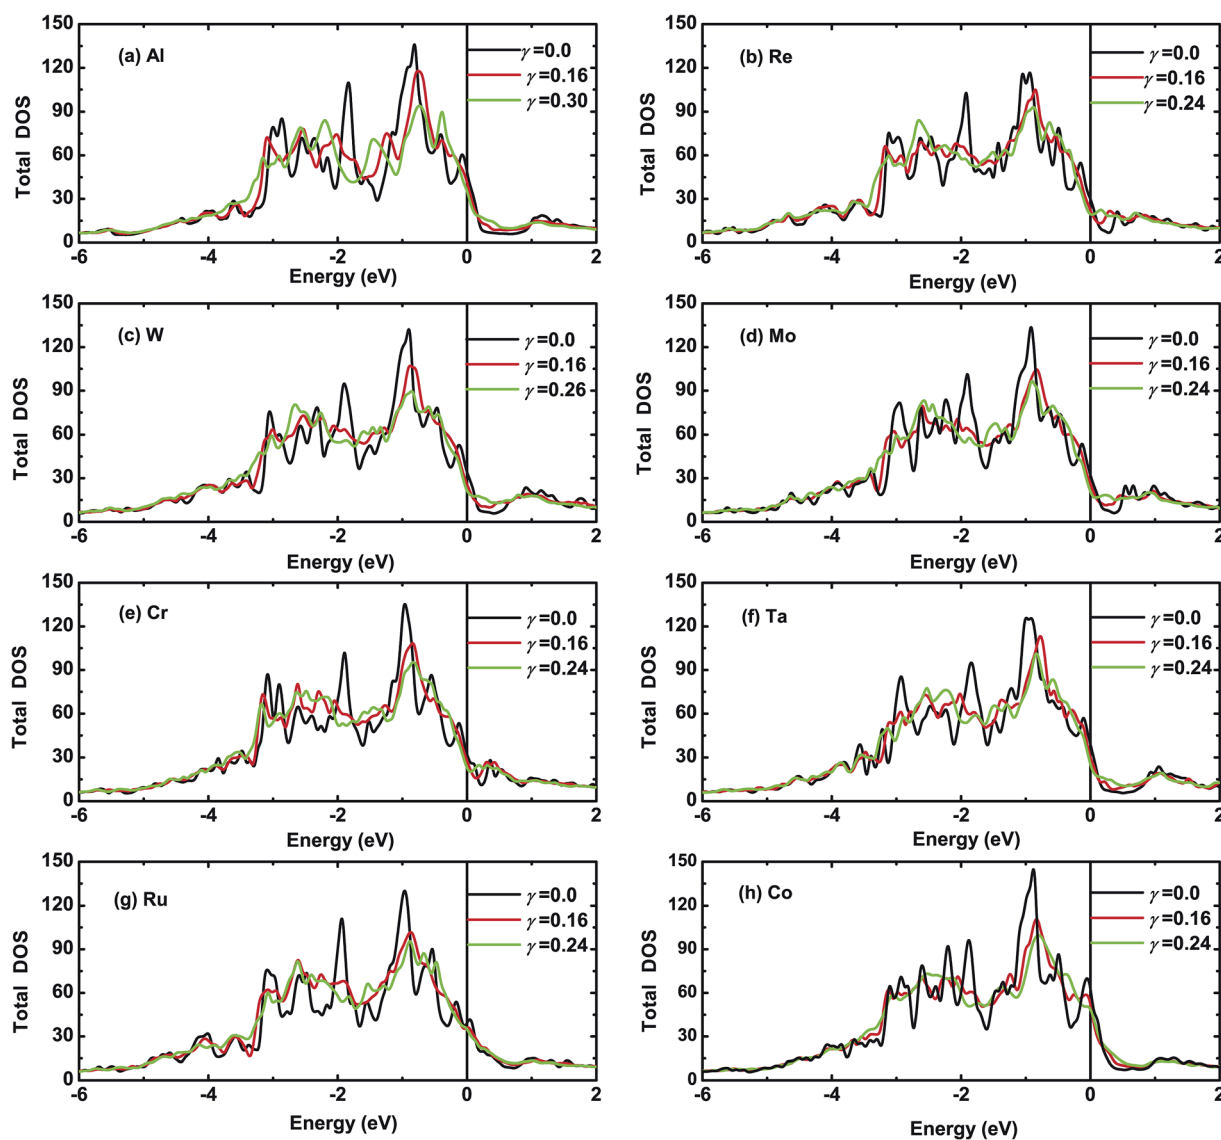 (a) Al
γ=0.0
γ=0.16
γ=0.30
150
120
90
60
30
0
Total DOS
-6
-4
-2
0
2
Energy (eV)
(b) Re
γ=0.0
γ=0.16
γ=0.24
150
120
90
60
30
0
Total DOS
-6
-4
-2
0
2
Energy (eV)
(c) W
γ=0.0
γ=0.16
γ=0.26
150
120
90
60
30
0
Total DOS
-6
-4
-2
0
2
Energy (eV)
(d) Mo
γ=0.0
γ=0.16
γ=0.24
150
120
90
60
30
0
Total DOS
-6
-4
-2
0
2
Energy (eV)
(e) Cr
γ=0.0
γ=0.16
γ=0.24
150
120
90
60
30
0
Total DOS
-6
-4
-2
0
2
Energy (eV)
(f) Ta
γ=0.0
γ=0.16
γ=0.24
150
120
90
60
30
0
Total DOS
-6
-4
-2
0
2
Energy (eV)
(g) Ru
γ=0.0
γ=0.16
γ=0.24
150
120
90
60
30
0
Total DOS
-6
-4
-2
0
2
Energy (eV)
(h) Co
γ=0.0
γ=0.16
γ=0.24
150
120
90
60
30
0
Total DOS
-6
-4
-2
0
2
Energy (eV)